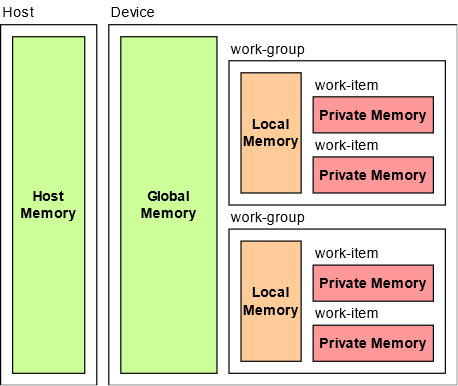 Host
Device
Host
Memory
Global
Memory
work-group
Local
Memory
work-item
Private Memory
work-item
Private Memory
work-group
Local
Memory
work-item
Private Memory
work-item
Private Memory